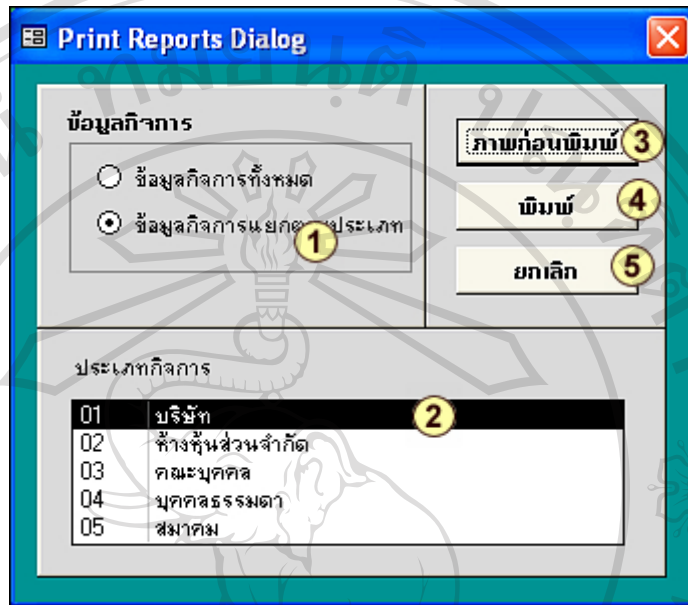 Print Reports Dialog
ข้อมูลกิจการ
ข้อมูลกิจการทั้งหมด
ข้อมูลกิจการแยกตามประเภท
1
ภาพก่อนพิมพ์ 3
พิมพ์ 4
ยกเลิก 5
ประเภทกิจการ
01 บริษัท 2
02 ห้างหุ้นส่วนจำกัด
03 คณะบุคคล
04 บุคคลธรรมดา
05 สมาคม